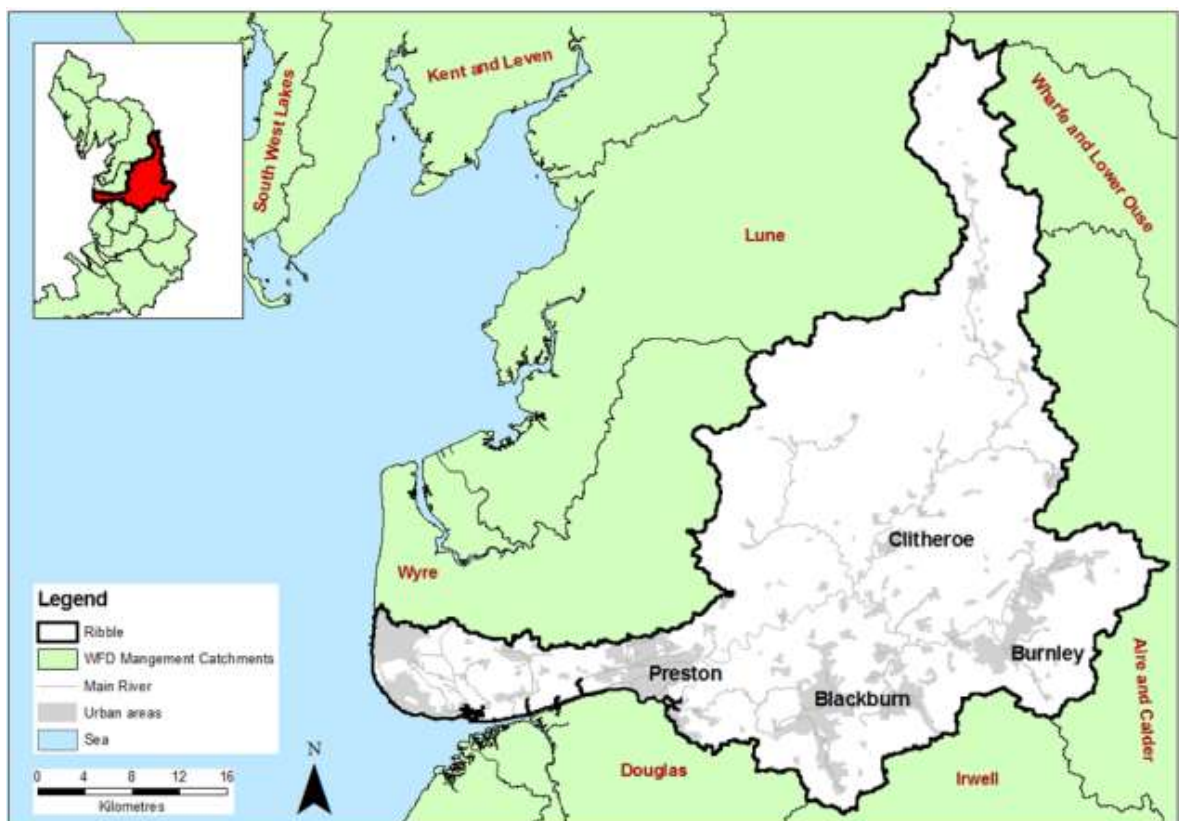 South West Lakes
Kent and Leven
Wharfe and Lower Ouse
Lune
Clitheroe
Wyre
Legend
Ribble
WFD Mangement Catchments
Main River
Urban areas
Sea
0 4 8 12 16
Kilometres
N
Preston
Blackburn
Burnley
Aire and Calder
Douglas
Irwell